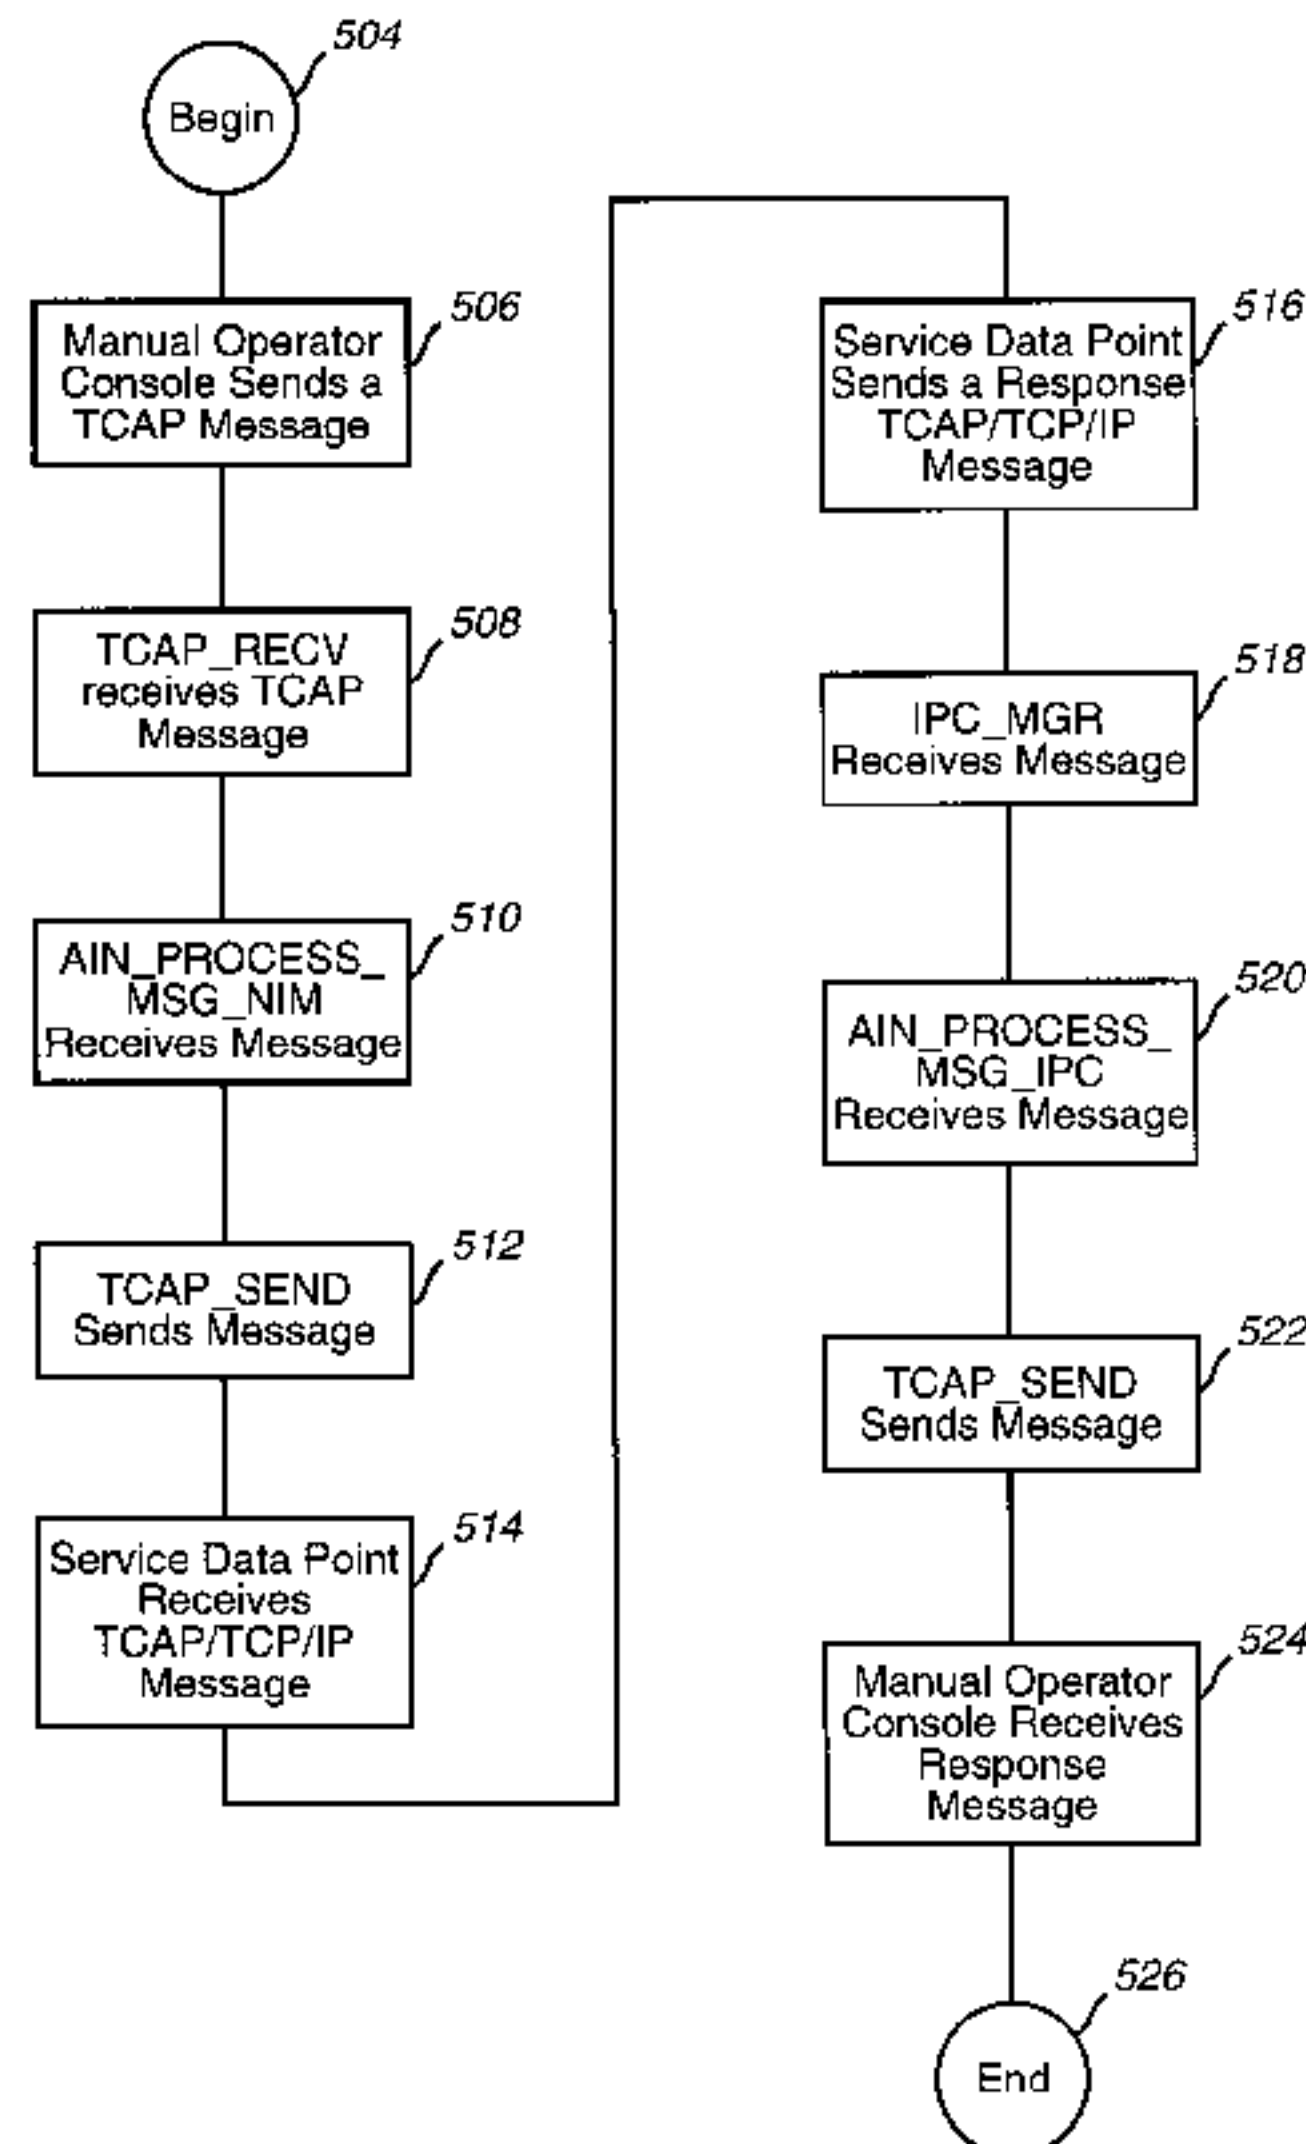 504
Begin
506
Manual Operator
Console Sends a
TCAP Message
508
TCAP_RECV
receives TCAP
Message
510
AIN_PROCESS_
MSG_NIM
Receives Message
512
TCAP_SEND
Sends Message
514
Service Data Point
Receives
TCAP/TCP/IP
Message
516
Service Data Point
Sends a Response
TCAP/TCP/IP
Message
518
IPC_MGR
Receives Message
520
AIN_PROCESS_
MSG_IPC
Receives Message
522
TCAP_SEND
Sends Message
524
Manual Operator
Console Receives
Response
Message
526
End